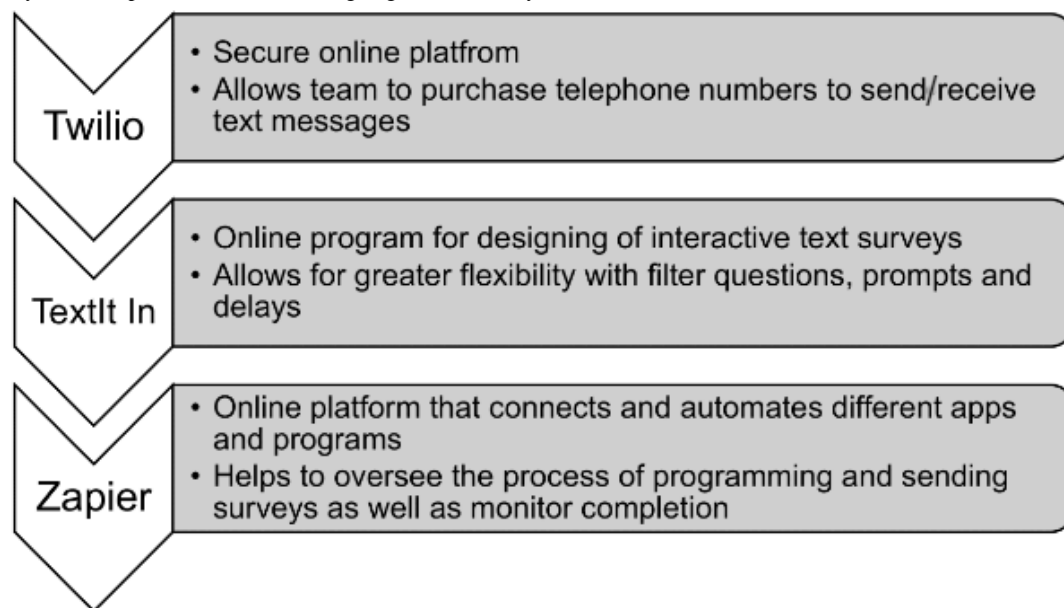 Twilio
• Secure online platfrom
• Allows team to purchase telephone numbers to send/receive
text messages
TextIt In
• Online program for designing of interactive text surveys
• Allows for greater flexibility with filter questions, prompts and
delays
Zapier
• Online platform that connects and automates different apps
and programs
• Helps to oversee the process of programming and sending
surveys as well as monitor completion